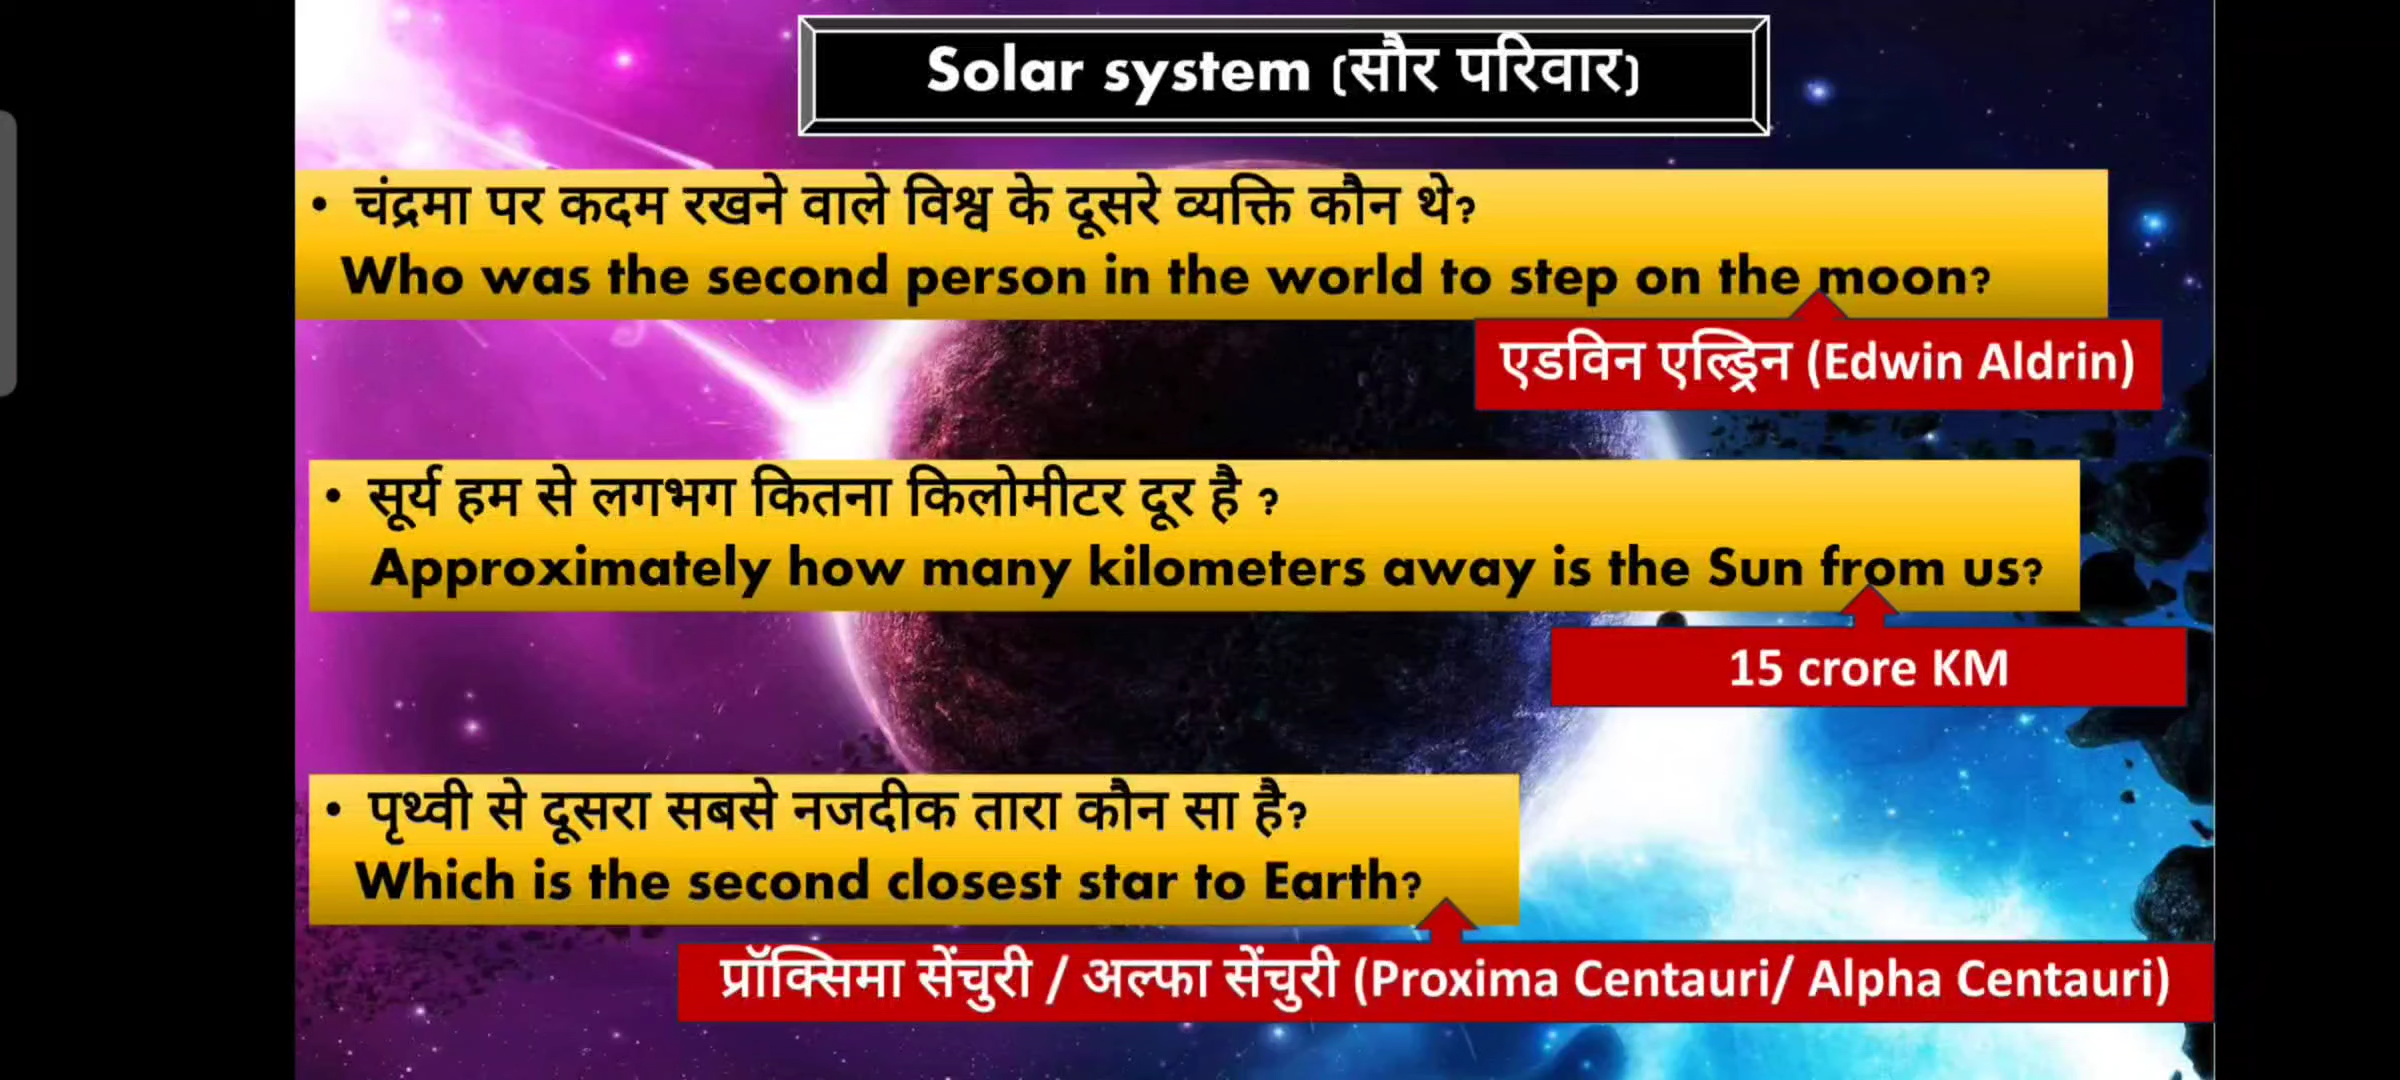 Solar system (सौर परिवार)
• चंद्रमा पर कदम रखने वाले विश्व के दूसरे व्यक्ति कौन थे?
Who was the second person in the world to step on the moon?
एडविन एल्ड्रिन (Edwin Aldrin)
• सूर्य हम से लगभग कितना किलोमीटर दूर है ?
Approximately how many kilometers away is the Sun from us?
15 crore KM
• पृथ्वी से दूसरा सबसे नजदीक तारा कौन सा है?
Which is the second closest star to Earth?
प्रॉक्सिमा सेंचुरी / अल्फा सेंचुरी (Proxima Centauri/ Alpha Centauri)